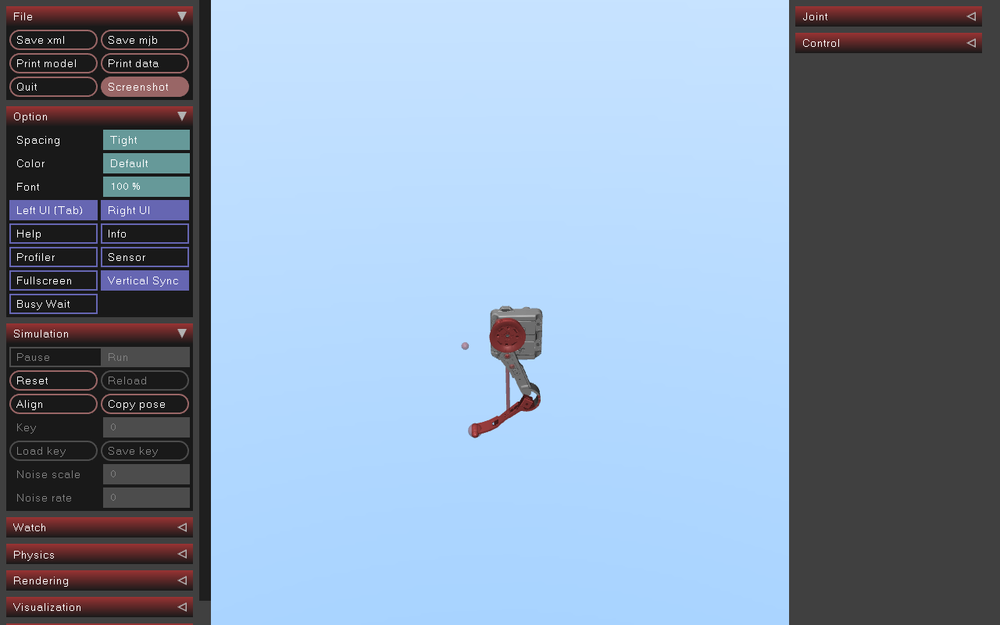 File
Save xml
Save mjb
Print model
Print data
Quit
Screenshot
Option
Spacing
Tight
Color
Default
Font
100 %
Left UI (Tab)
Right UI
Help
Info
Profiler
Sensor
Fullscreen
Vertical Sync
Busy Wait
Simulation
Pause
Run
Reset
Reload
Align
Copy pose
Key
0
Load key
Save key
Noise scale
0
Noise rate
0
Watch
Physics
Rendering
Visualization
Joint
Control